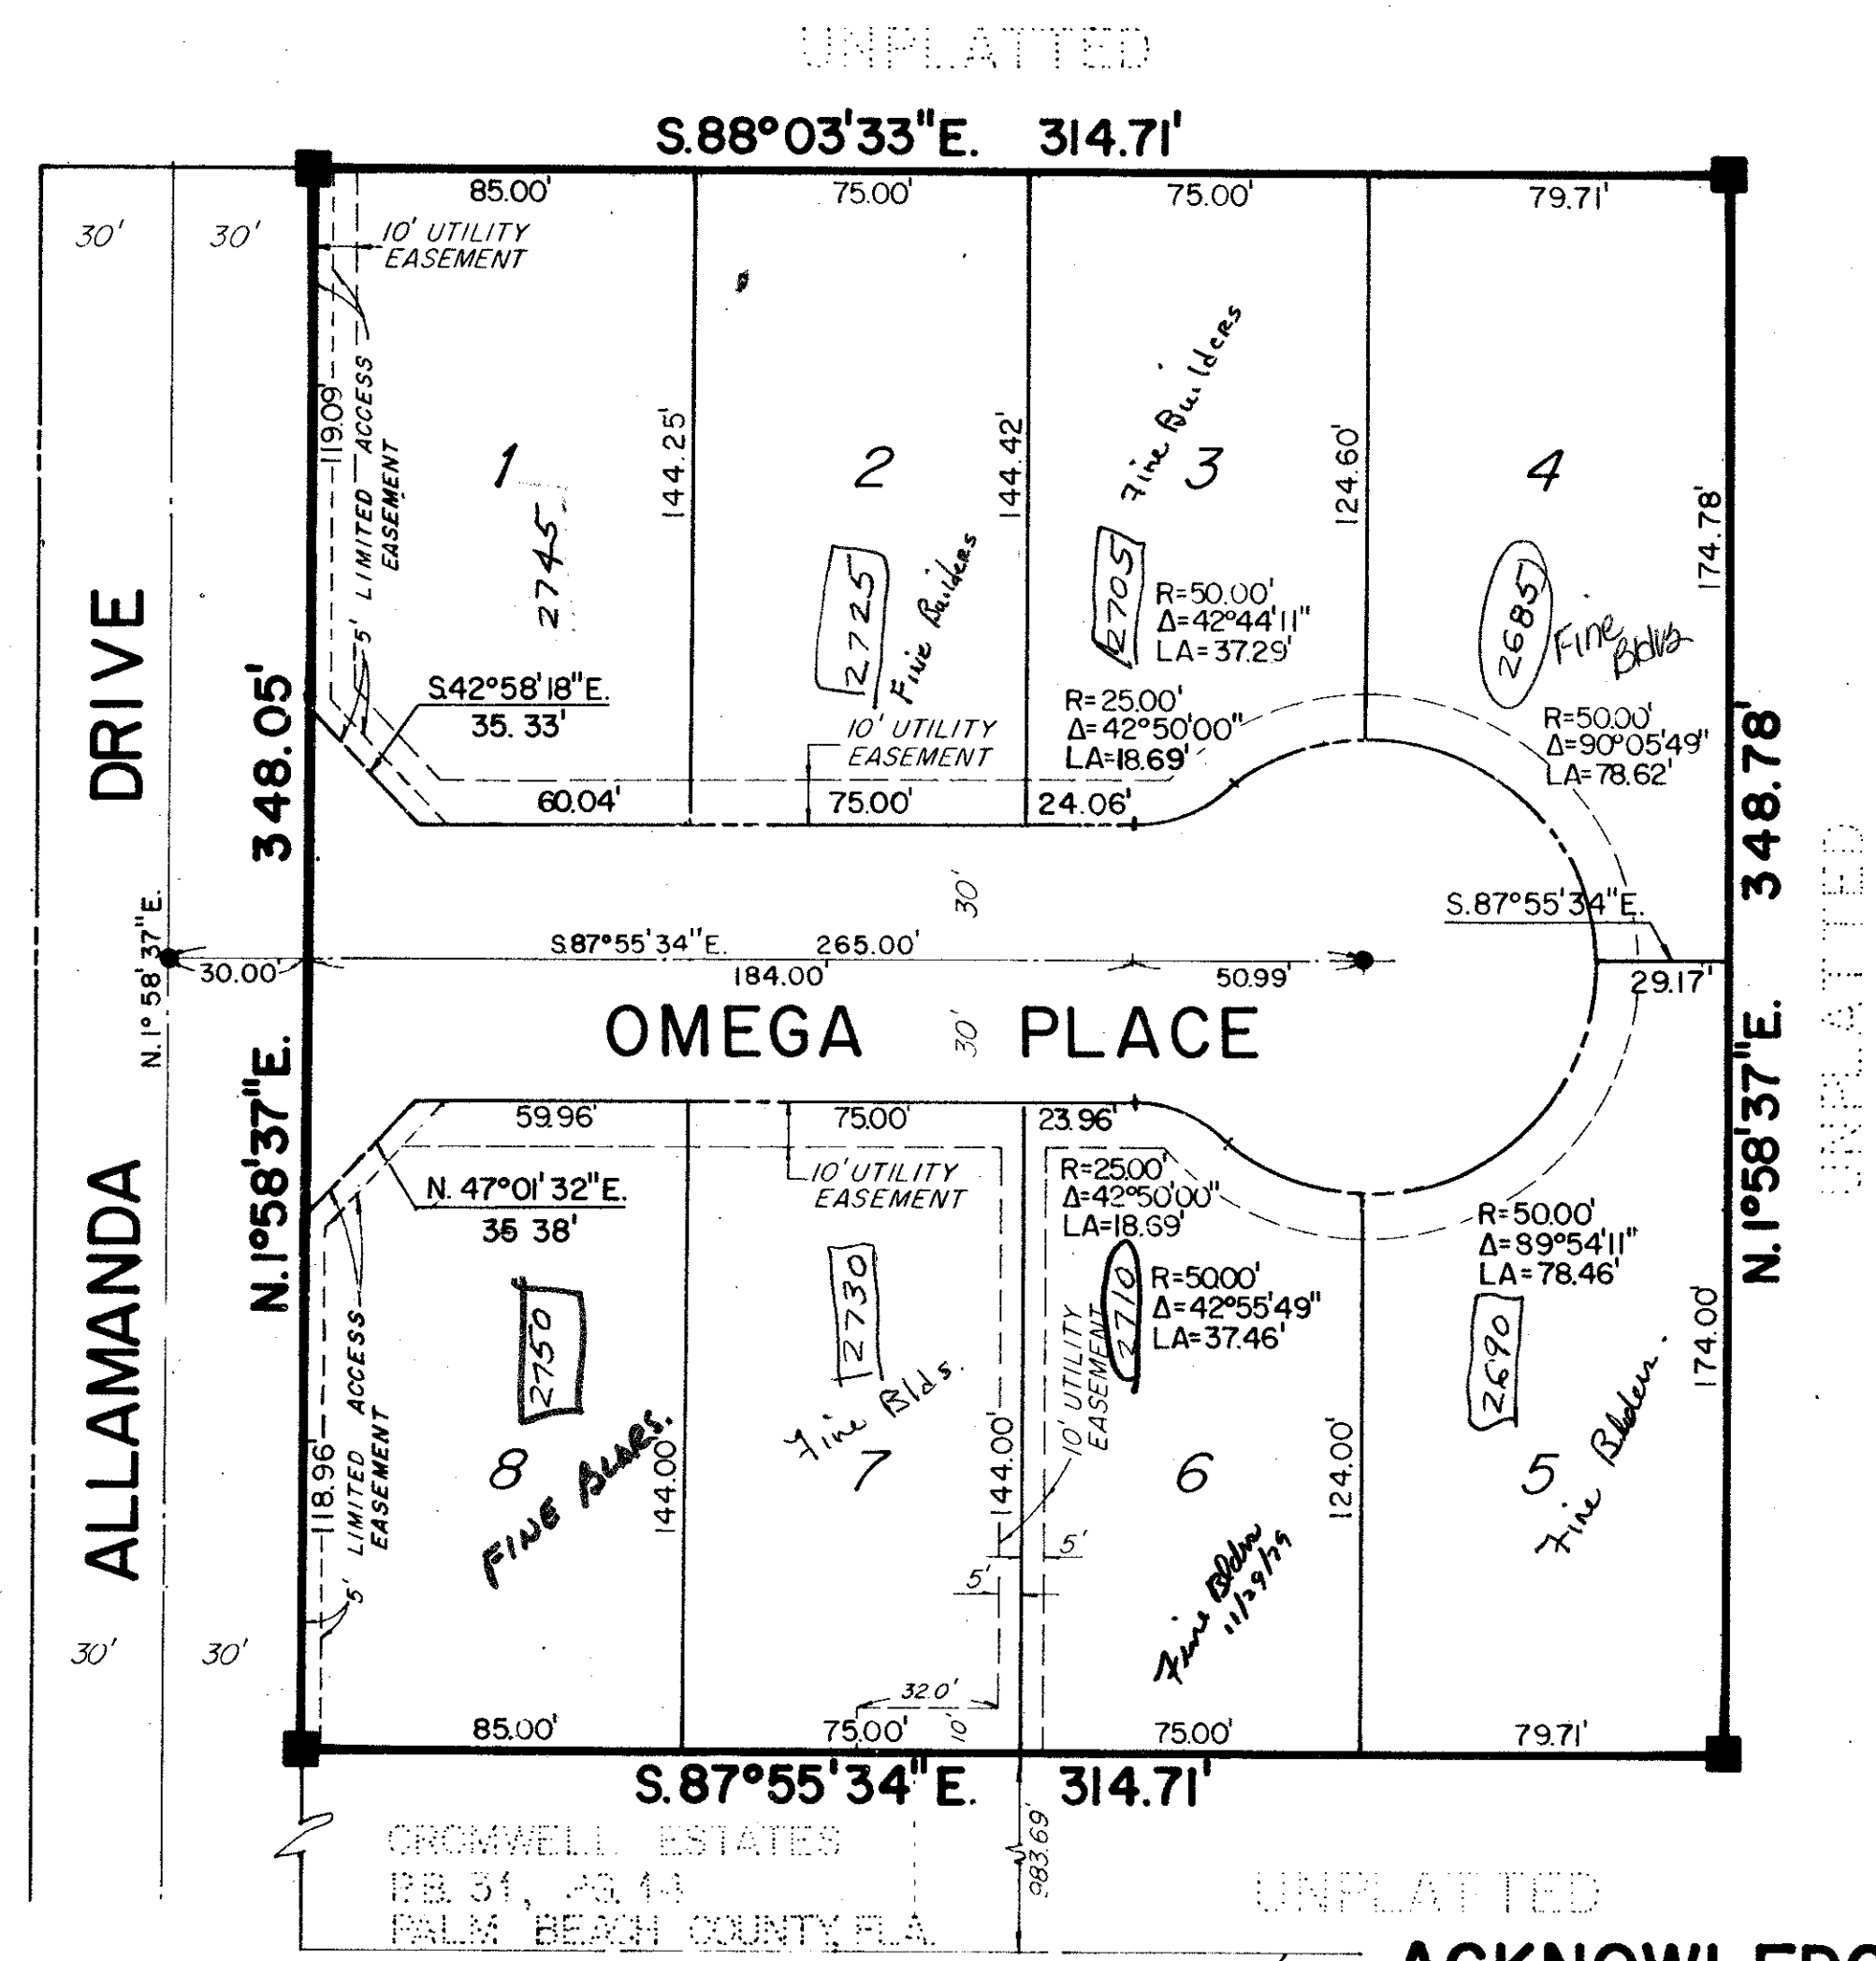 UNPLATTED
S.88°03'33"E. 314.71'
85.00'
75.00'
75.00'
79.71'
30'
30'
10' UTILITY
EASEMENT
119.09'
5' LIMITED ACCESS
EASEMENT
1
2745
144.25'
2
2725
Fine Builders
144.42'
Fine Builders
3
2705
124.60'
4
2685
Fine
Bldrs
174.78'
R=50.00'
Δ=42°44'11"
LA=37.29'
R=25.00'
Δ=42°50'00"
LA=18.69'
R=50.00'
Δ=90°05'49"
LA=78.62'
S.42°58'18"E.
35.33'
10' UTILITY
EASEMENT
60.04'
75.00'
24.06'
348.05'
N.1°58'37"E.
348.78'
N.1°58'37"E.
UNPLATTED
ALLAMANDA DRIVE
N.1°58'37"E.
30.00'
S.87°55'34"E. 265.00'
184.00'
50.99'
30'
30'
S.87°55'34"E.
29.17'
OMEGA PLACE
59.96'
75.00'
23.96'
10' UTILITY
EASEMENT
N. 47°01'32"E.
35 38'
R=25.00'
Δ=42°50'00"
LA=18.69'
R=50.00'
Δ=42°55'49"
LA=37.46'
R=50.00'
Δ=89°54'11"
LA=78.46'
2750
8
FINE BLDRS.
118.96'
5' LIMITED ACCESS
EASEMENT
144.00'
2730
Fine Blds.
7
144.00'
10' UTILITY
EASEMENT
2710
6
Fine Bldrs
11/29/79
124.00'
2690
5
Fine Blders.
174.00'
5'
5'
30'
30'
32.0'
10'
85.00'
75.00'
75.00'
79.71'
S.87°55'34"E. 314.71'
983.69'
CROMWELL ESTATES
P.B. 31, PG. 14
PALM BEACH COUNTY, FLA.
UNPLATTED